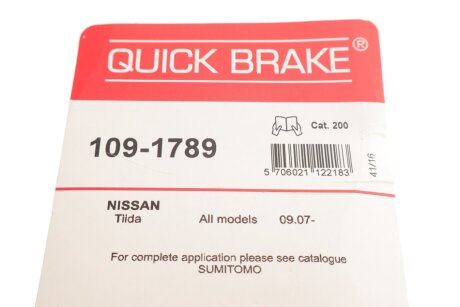 QUICK BRAKE®
Cat. 200
109-1789
5 706021 122183
41/16
NISSAN
Tiida All models 09.07-
For complete application please see catalogue
SUMITOMO